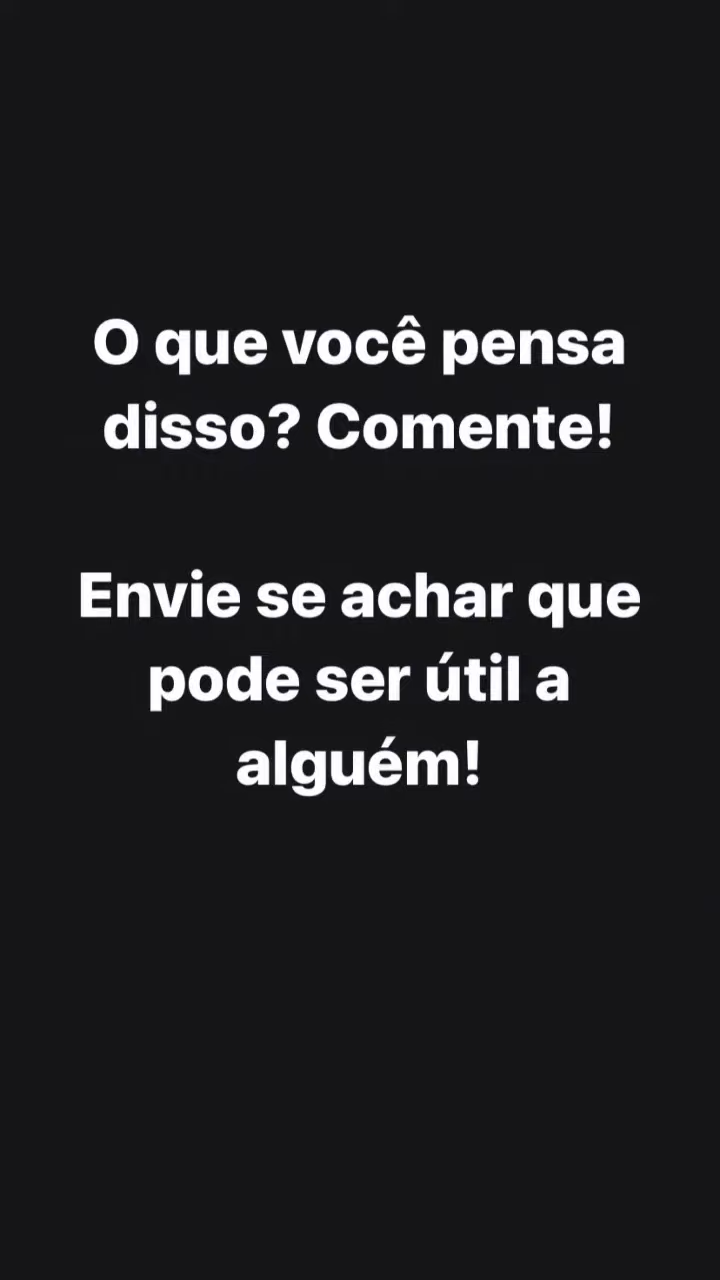 O que você pensa
disso? Comente!
Envie se achar que
pode ser útil a
alguém!